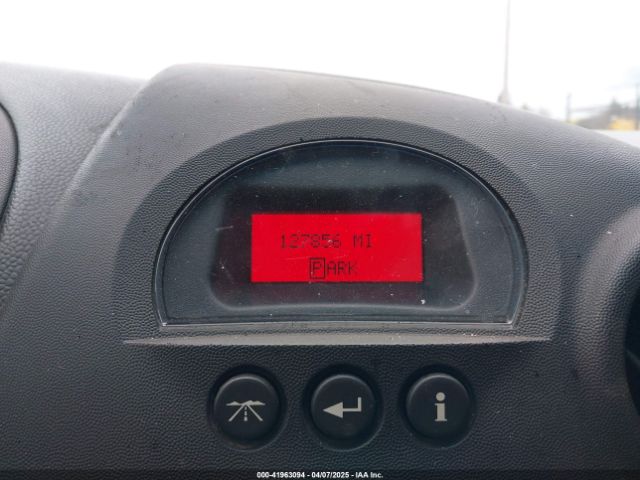 127856 MI
PARK
i
000-41963094 - 04/07/2025 - IAA Inc.